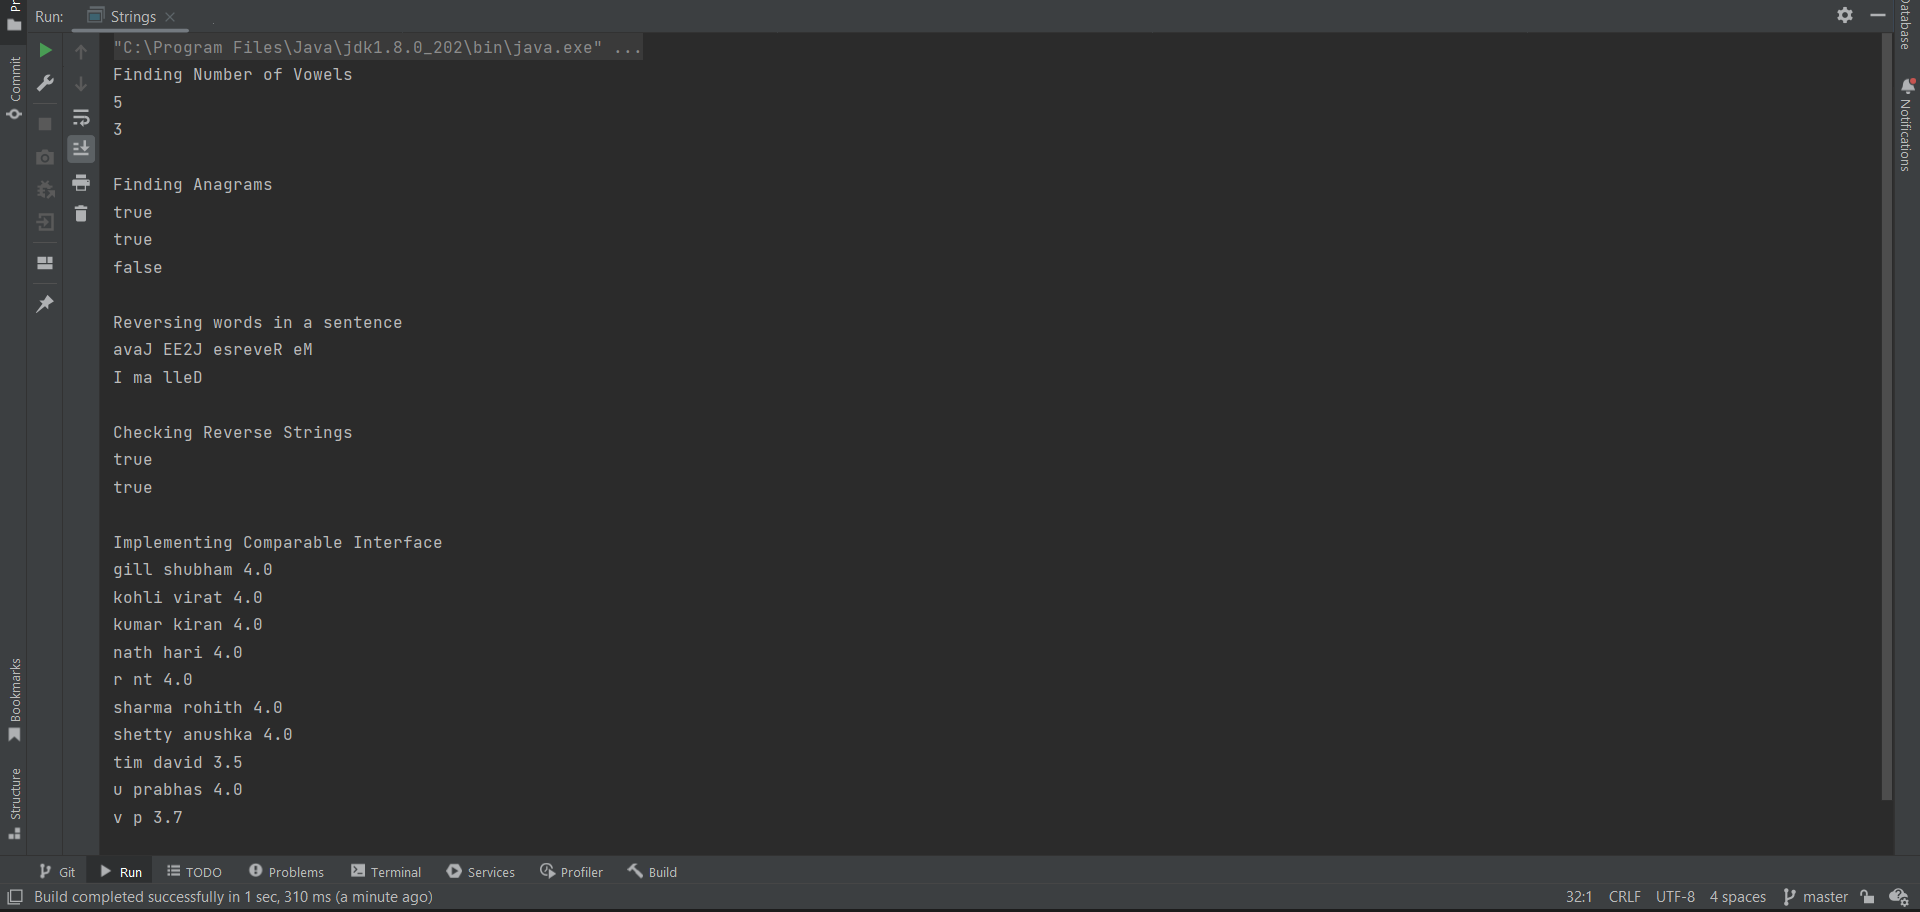 Run: Strings
"C:\Program Files\Java\jdk1.8.0_202\bin\java.exe" ...
Finding Number of Vowels
5
3
Finding Anagrams
true
true
false
Reversing words in a sentence
avaJ EE2J esreveR eM
I ma lleD
Checking Reverse Strings
true
true
Implementing Comparable Interface
gill shubham 4.0
kohli virat 4.0
kumar kiran 4.0
nath hari 4.0
r nt 4.0
sharma rohith 4.0
shetty anushka 4.0
tim david 3.5
u prabhas 4.0
v p 3.7
Commit
Bookmarks
Structure
Database
Notifications
Git Run TODO Problems Terminal Services Profiler Build
Build completed successfully in 1 sec, 310 ms (a minute ago) 32:1 CRLF UTF-8 4 spaces master